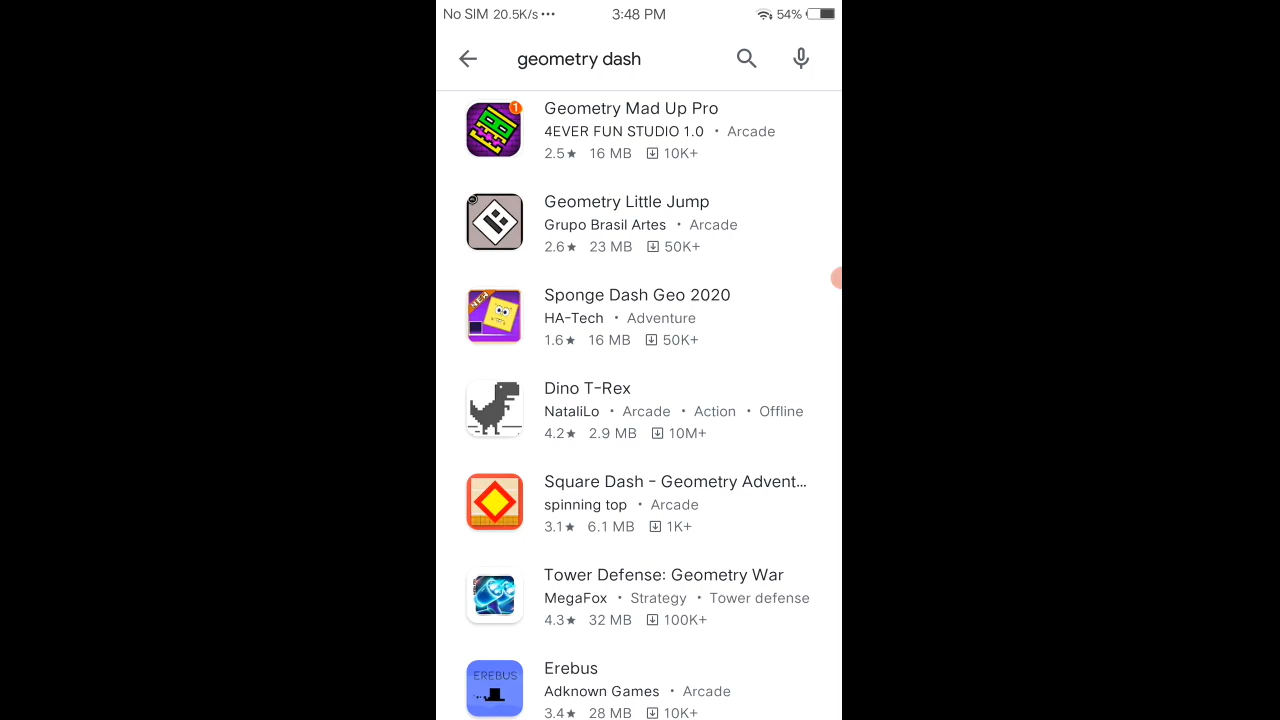 No SIM 20.5K/s ••• 3:48 PM 54%
geometry dash
Geometry Mad Up Pro
4EVER FUN STUDIO 1.0 • Arcade
2.5★ 16 MB 10K+
1
Geometry Little Jump
Grupo Brasil Artes • Arcade
2.6★ 23 MB 50K+
NEW
Sponge Dash Geo 2020
HA-Tech • Adventure
1.6★ 16 MB 50K+
Dino T-Rex
NataliLo • Arcade • Action • Offline
4.2★ 2.9 MB 10M+
Square Dash - Geometry Advent...
spinning top • Arcade
3.1★ 6.1 MB 1K+
Tower Defense: Geometry War
MegaFox • Strategy • Tower defense
4.3★ 32 MB 100K+
EREBUS
Erebus
Adknown Games • Arcade
3.4★ 28 MB 10K+